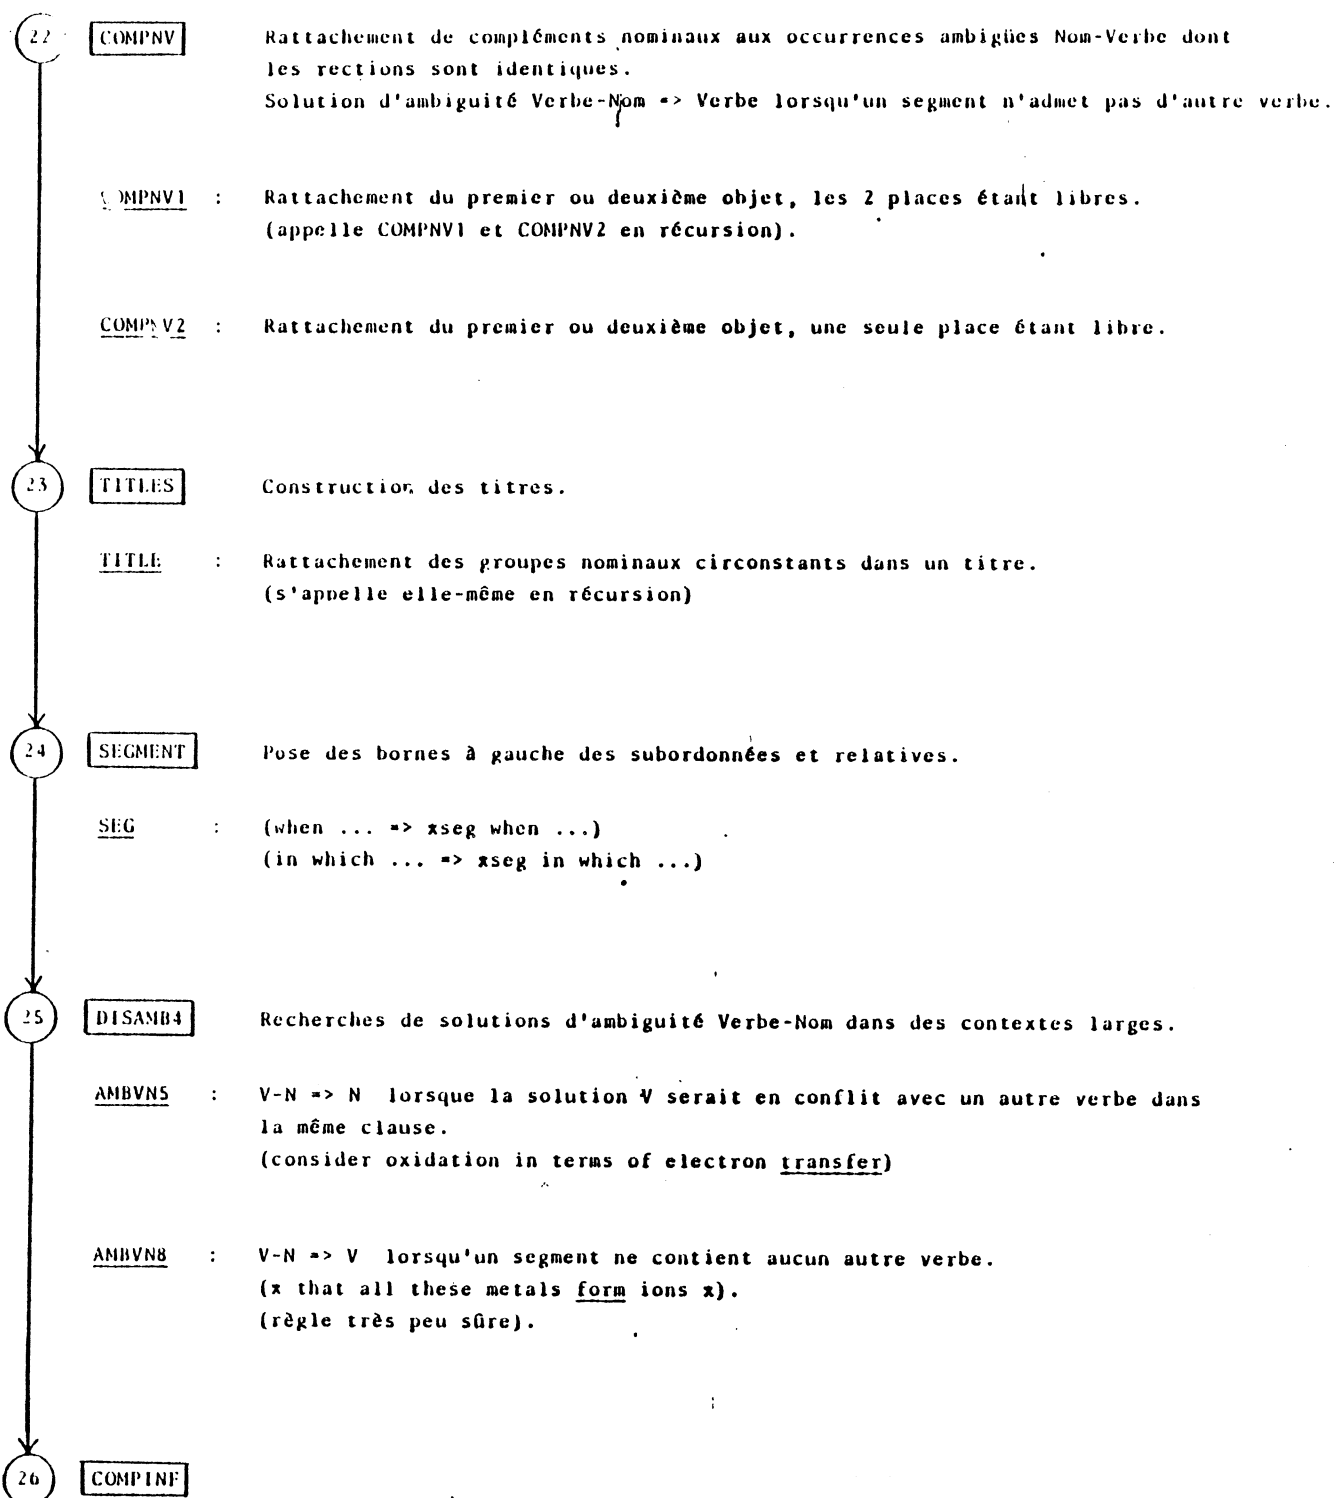 22 COMPNV Rattachement de compléments nominaux aux occurrences ambigües Nom-Verbe dont
les rections sont identiques.
Solution d'ambiguité Verbe-Nom => Verbe lorsqu'un segment n'admet pas d'autre verbe.
COMPNV1 : Rattachement du premier ou deuxième objet, les 2 places étant libres.
(appelle COMPNV1 et COMPNV2 en récursion).
COMPNV2 : Rattachement du premier ou deuxième objet, une seule place étant libre.
23 TITLES Construction des titres.
TITLE : Rattachement des groupes nominaux circonstants dans un titre.
(s'appelle elle-même en récursion)
24 SEGMENT Pose des bornes à gauche des subordonnées et relatives.
SEG : (when ... => *seg when ...)
(in which ... => *seg in which ...)
25 DISAMB4 Recherches de solutions d'ambiguité Verbe-Nom dans des contextes larges.
AMBVN5 : V-N => N lorsque la solution V serait en conflit avec un autre verbe dans
la même clause.
(consider oxidation in terms of electron transfer)
AMBVN8 : V-N => V lorsqu'un segment ne contient aucun autre verbe.
(* that all these metals form ions *).
(règle très peu sûre).
26 COMPINF